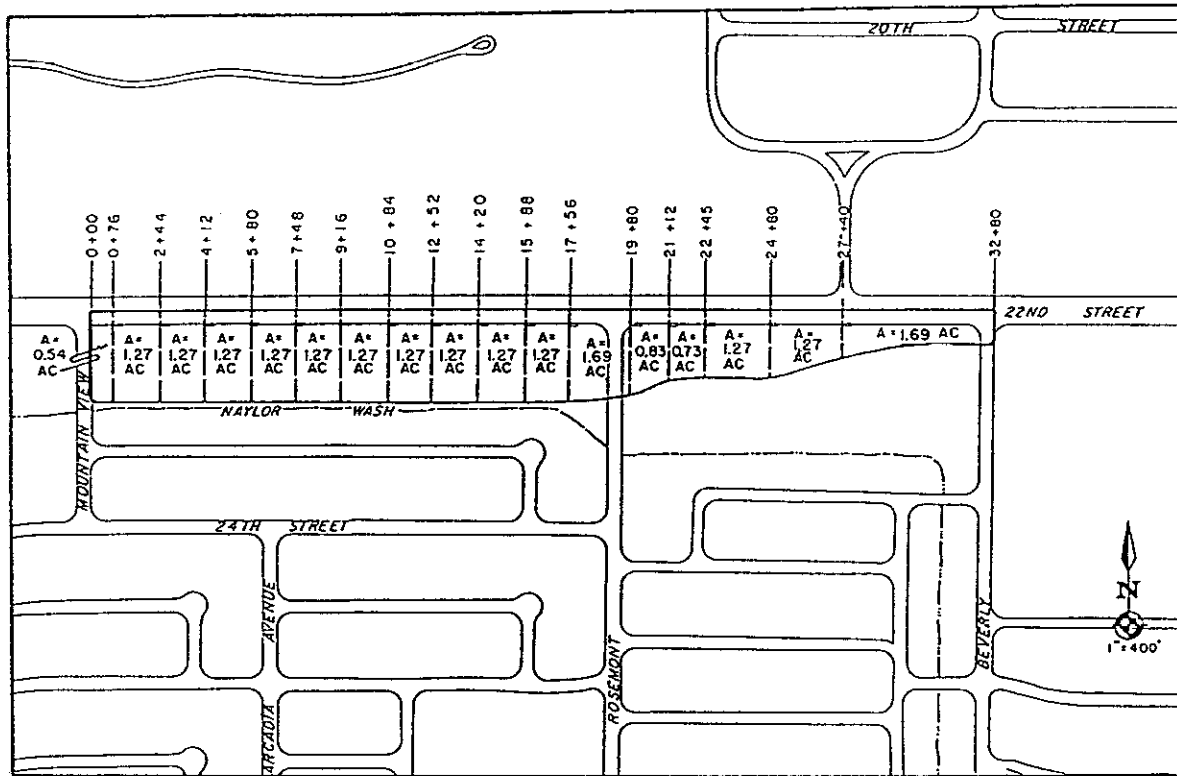 20TH STREET
0+00
0+76
2+44
4+12
5+80
7+48
9+16
10+84
12+52
14+20
15+88
17+56
19+80
21+12
22+45
24+80
27+40
32+80
22ND STREET
A=
0.54
AC
A=
1.27
AC
A=
1.27
AC
A=
1.27
AC
A=
1.27
AC
A=
1.27
AC
A=
1.27
AC
A=
1.27
AC
A=
1.27
AC
A=
1.27
AC
A=
1.27
AC
A=
1.69
AC
A=
0.83
AC
A=
0.73
AC
A=
1.27
AC
A=
1.27
AC
A=1.69 AC
NAYLOR WASH
MOUNTAIN VIEW
24TH STREET
ARCADIA AVENUE
ROSEMONT
BEVERLY
N
1"=400'